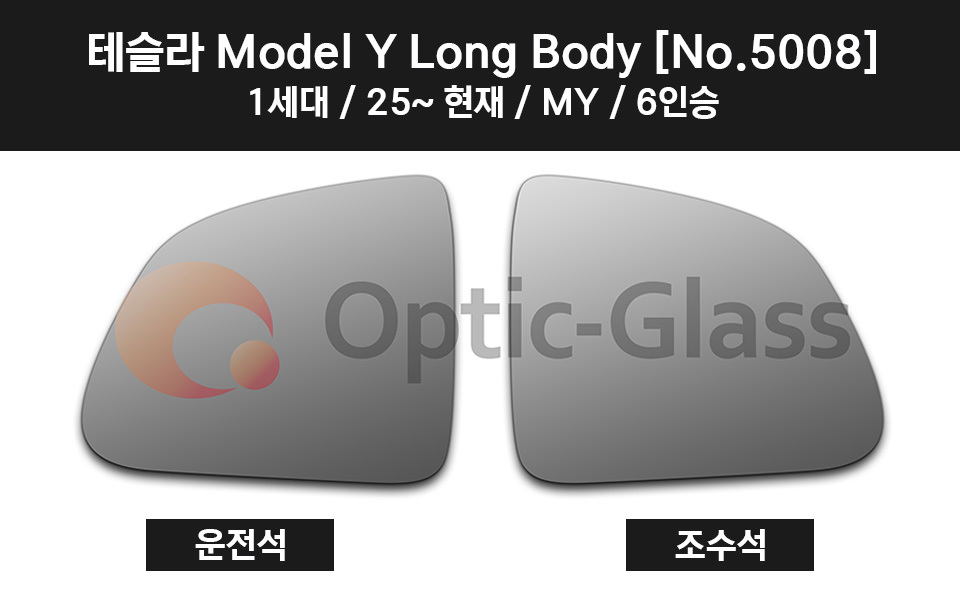 테슬라 Model Y Long Body [No.5008]
1세대 / 25~ 현재 / MY / 6인승
Optic-Glass
운전석
조수석